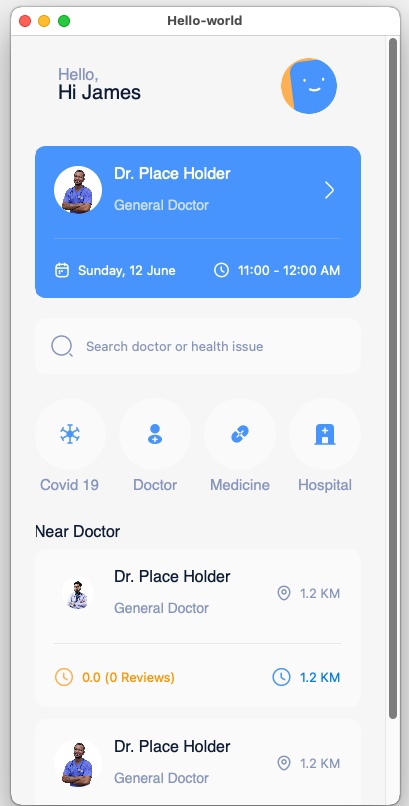 Hello-world
Hello,
Hi James
Dr. Place Holder
General Doctor
Sunday, 12 June
11:00 - 12:00 AM
Search doctor or health issue
Covid 19
Doctor
Medicine
Hospital
Near Doctor
Dr. Place Holder
General Doctor
1.2 KM
0.0 (0 Reviews)
1.2 KM
Dr. Place Holder
General Doctor
1.2 KM